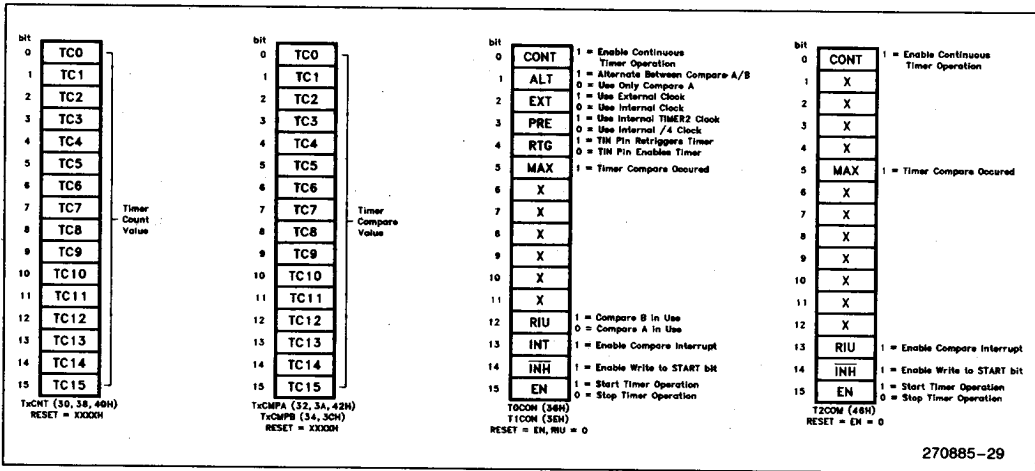 bit
0 TC0
1 TC1
2 TC2
3 TC3
4 TC4
5 TC5
6 TC6
7 TC7
8 TC8
9 TC9
10 TC10
11 TC11
12 TC12
13 TC13
14 TC14
15 TC15
Timer
Count
Value
TxCNT (30, 38, 40H)
RESET = XXXXH
bit
0 TC0
1 TC1
2 TC2
3 TC3
4 TC4
5 TC5
6 TC6
7 TC7
8 TC8
9 TC9
10 TC10
11 TC11
12 TC12
13 TC13
14 TC14
15 TC15
Timer
Compare
Value
TxCMPA (32, 3A, 42H)
TxCMPB (34, 3CH)
RESET = XXXXH
bit
0 CONT 1 = Enable Continuous
Timer Operation
1 ALT 1 = Alternate Between Compare A/B
0 = Use Only Compare A
2 EXT 1 = Use External Clock
0 = Use Internal Clock
3 PRE 1 = Use Internal TIMER2 Clock
0 = Use Internal /4 Clock
4 RTG 1 = TIN Pin Retriggers Timer
0 = TIN Pin Enables Timer
5 MAX 1 = Timer Compare Occured
6 X
7 X
8 X
9 X
10 X
11 X
12 RIU 1 = Compare B in Use
0 = Compare A in Use
13 INT 1 = Enable Compare Interrupt
14 INH 1 = Enable Write to START bit
15 EN 1 = Start Timer Operation
0 = Stop Timer Operation
T0CON (36H)
T1CON (3EH)
RESET = EN, RIU = 0
bit
0 CONT 1 = Enable Continuous
Timer Operation
1 X
2 X
3 X
4 X
5 MAX 1 = Timer Compare Occured
6 X
7 X
8 X
9 X
10 X
11 X
12 X
13 RIU 1 = Enable Compare Interrupt
14 INH 1 = Enable Write to START bit
15 EN 1 = Start Timer Operation
0 = Stop Timer Operation
T2COM (46H)
RESET = EN = 0
270885-29